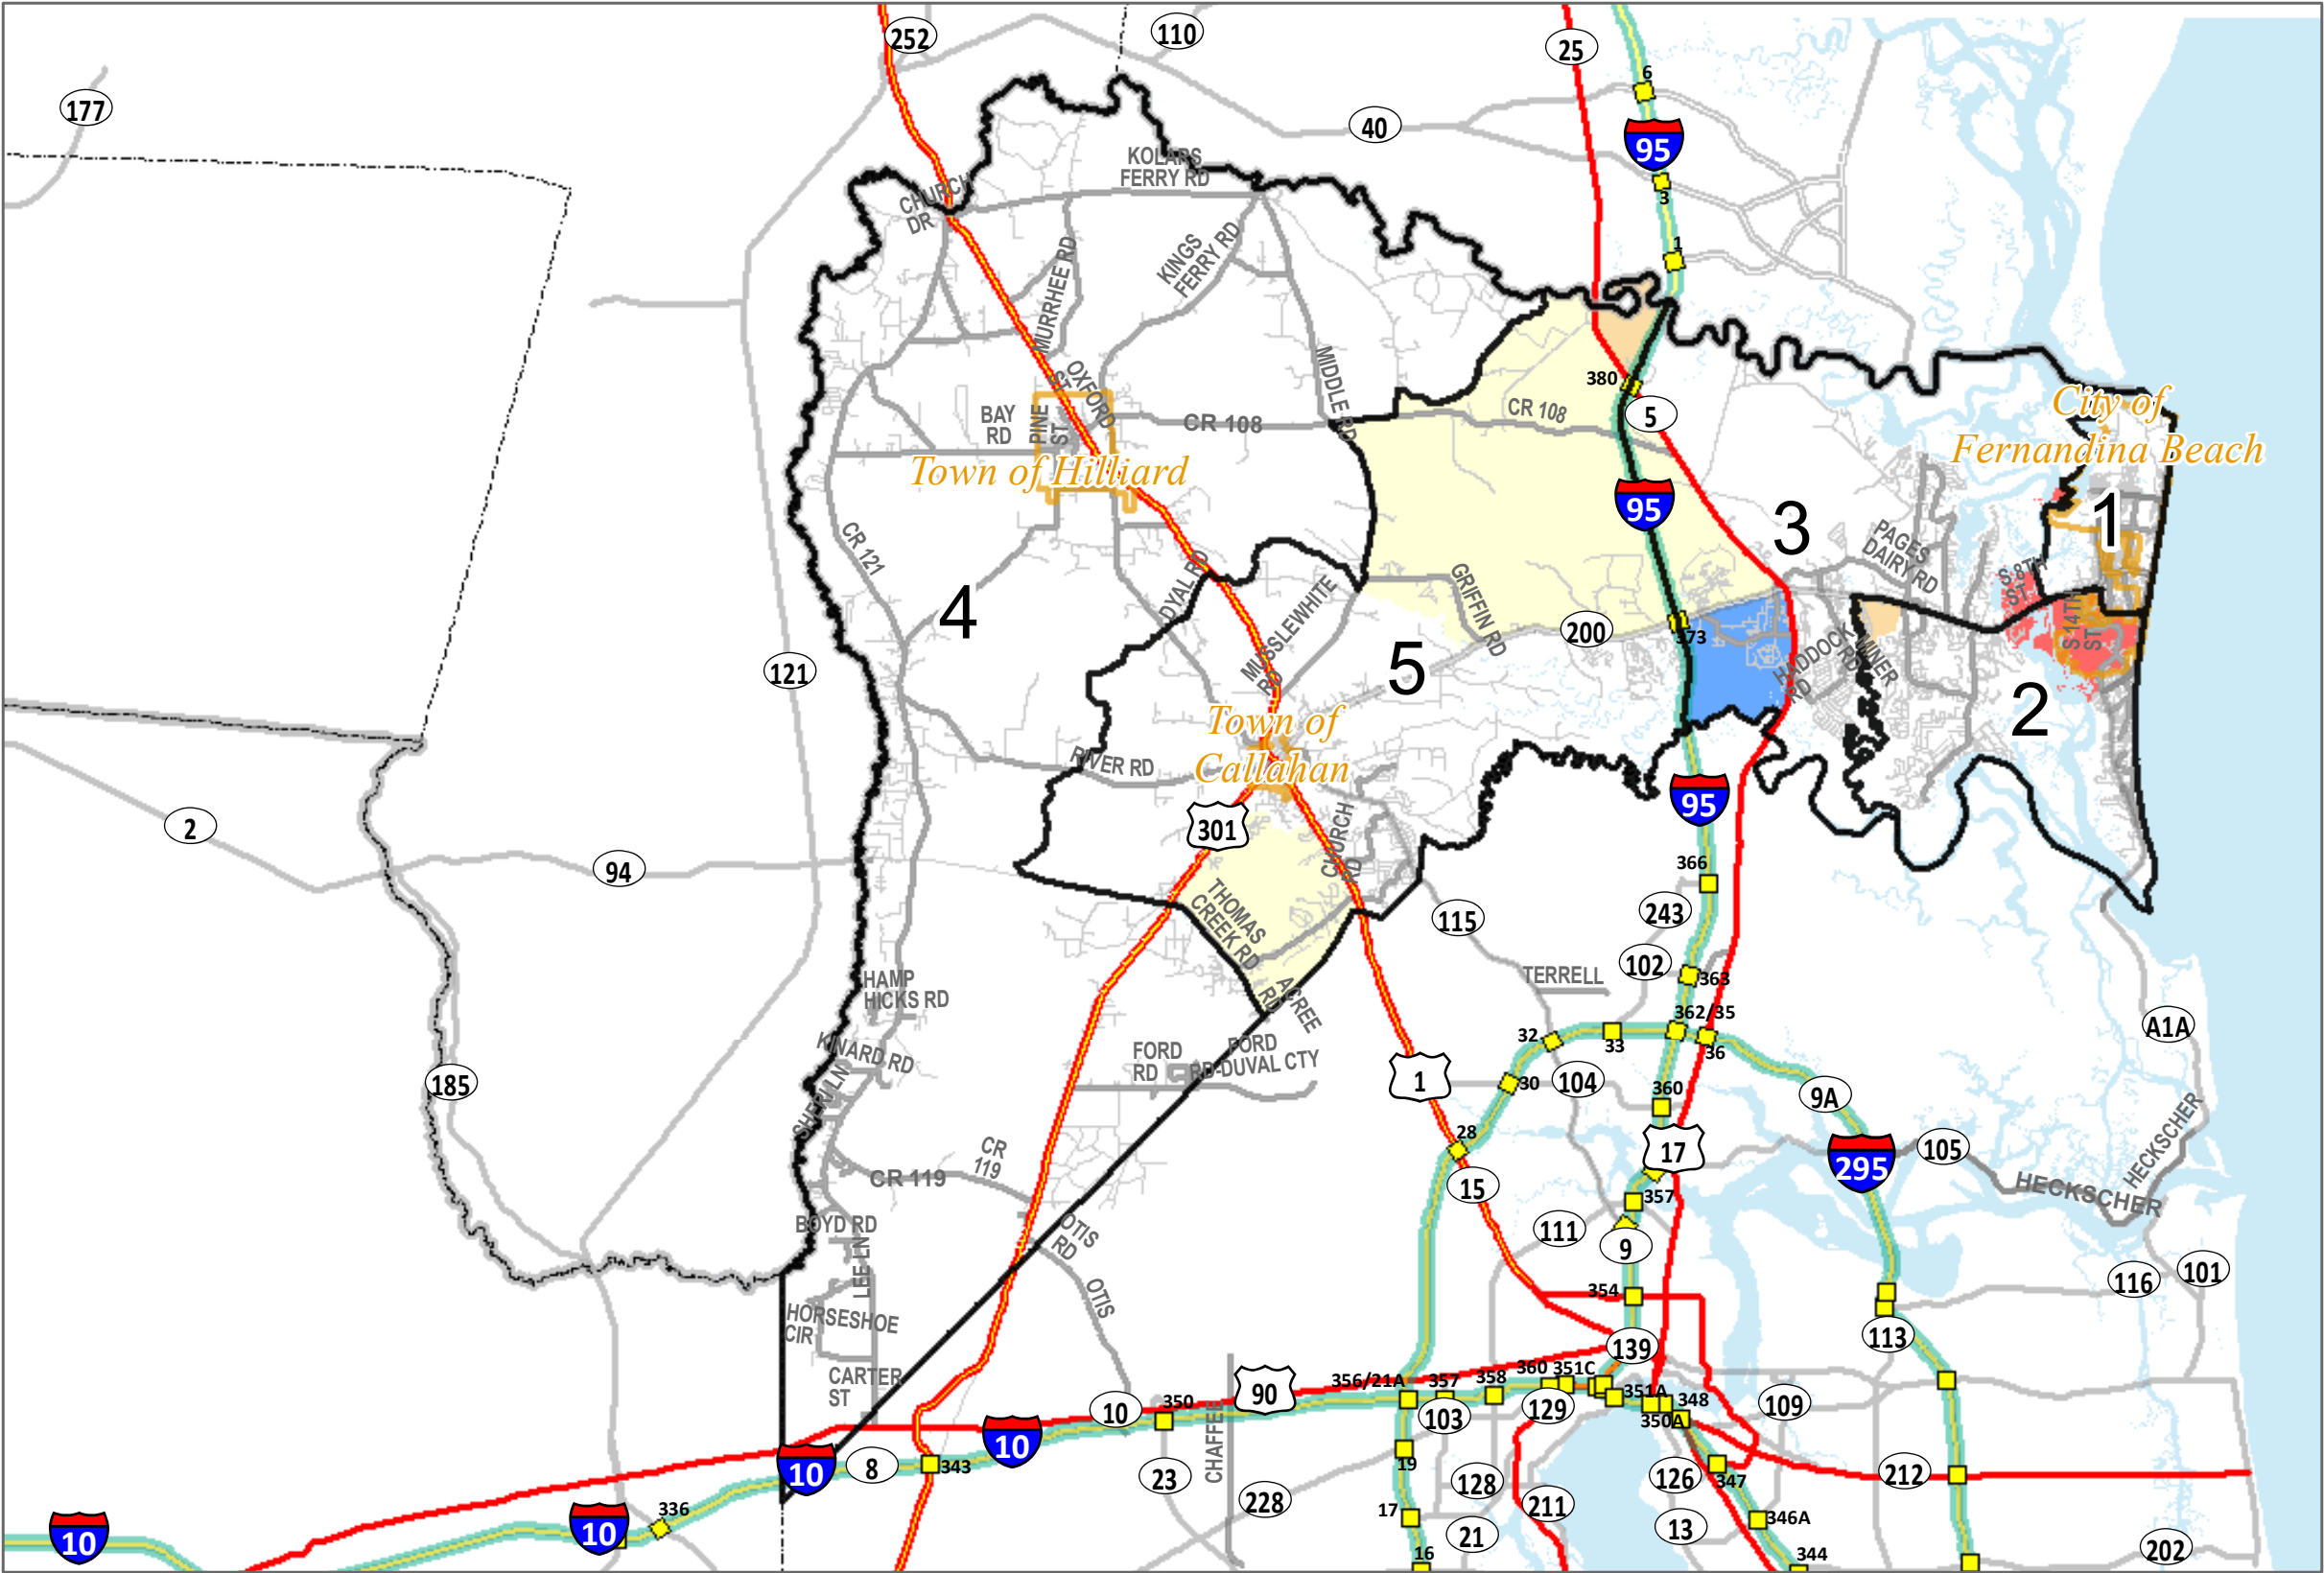 252
110
25
6
177
40
95
3
KOLARS
FERRY RD
CHURCH
DR
1
KINGS
FERRY RD
MURRHEE RD
MIDDLE RD
380
5
CR 108
OXFORD
ST
BAY
RD
PINE
ST
CR 108
City of
Fernandina Beach
Town of Hilliard
95
3
1
PAGES
DAIRY RD
CR 121
DYAL RD
MUSSLEWHITE
RD
GRIFFIN RD
S 8TH
ST
S 14TH
ST
4
200
373
121
5
HADDOCK
RD
MINER
RD
2
Town of
Callahan
RIVER RD
95
301
2
94
CHURCH
RD
366
THOMAS
CREEK RD
115
243
HAMP
HICKS RD
TERRELL
102
363
ACREE
RD
362/35
A1A
32
33
36
KINARD RD
FORD
RD
FORD
RD-DUVAL CTY
185
1
30
104
360
9A
SHERI LN
28
17
295
105
HECKSCHER
HECKSCHER
CR
119
CR 119
15
357
BOYD RD
OTIS
RD
111
9
LEE LN
OTIS
354
116
101
HORSESHOE
CIR
139
113
CARTER
ST
90
356/21A
357
358
360
351C
10
350
103
129
351A
348
350A
109
10
10
8
343
CHAFFEE
23
19
128
126
347
212
228
211
336
10
10
17
21
13
346A
16
344
202